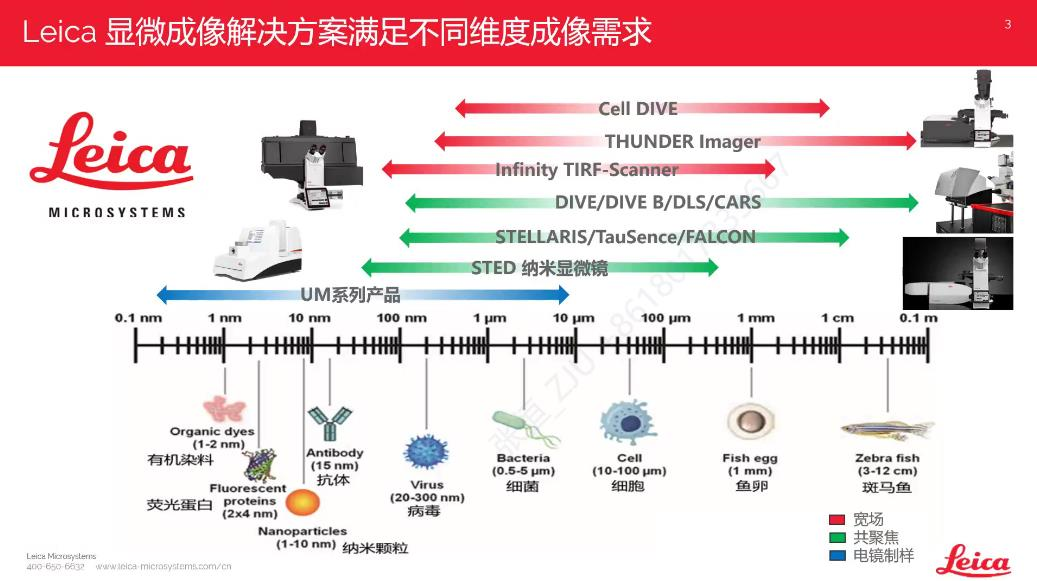 Leica 显微成像解决方案满足不同维度成像需求
3
Leica
MICROSYSTEMS
Cell DIVE
THUNDER Imager
Infinity TIRF-Scanner
DIVE/DIVE B/DLS/CARS
STELLARIS/TauSence/FALCON
STED 纳米显微镜
UM系列产品
0.1 nm 1 nm 10 nm 100 nm 1 μm 10 μm 100 μm 1 mm 1 cm 0.1 m
Organic dyes
(1-2 nm)
有机染料
Fluorescent
proteins
(2x4 nm)
荧光蛋白
Nanoparticles
(1-10 nm) 纳米颗粒
Antibody
(15 nm)
抗体
Virus
(20-300 nm)
病毒
Bacteria
(0.5-5 μm)
细菌
Cell
(10-100 μm)
细胞
Fish egg
(1 mm)
鱼卵
Zebra fish
(3-12 cm)
斑马鱼
宽场
共聚焦
电镜制样
Leica Microsystems
400-650-6632 www.leica-microsystems.com/cn
Leica